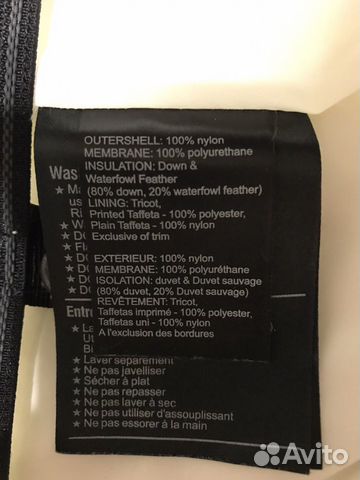 OUTERSHELL: 100% nylon
MEMBRANE: 100% polyurethane
INSULATION: Down &
Waterfowl Feather
(80% down, 20% waterfowl feather)
LINING: Tricot,
Printed Taffeta - 100% polyester,
Plain Taffeta - 100% nylon
Exclusive of trim
EXTERIEUR: 100% nylon
MEMBRANE: 100% polyuréthane
ISOLATION: duvet & Duvet sauvage
(80% duvet, 20% Duvet sauvage)
REVÊTEMENT: Tricot,
Taffetas imprimé - 100% polyester,
Taffetas uni - 100% nylon
A l'exclusion des bordures
Was
Entre
★ Laver séparement
★ Ne pas javelliser
★ Sécher à plat
★ Ne pas repasser
★ Ne pas laver à sec
★ Ne pas utiliser d'assouplissant
★ Ne pas essorer à la main
Avito